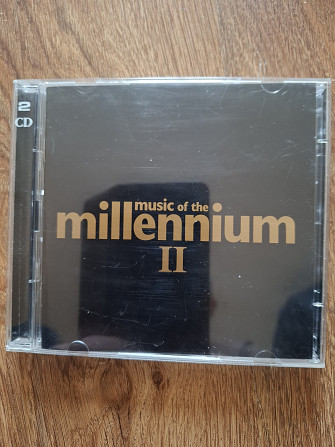 2
CD
music of the
millennium
II